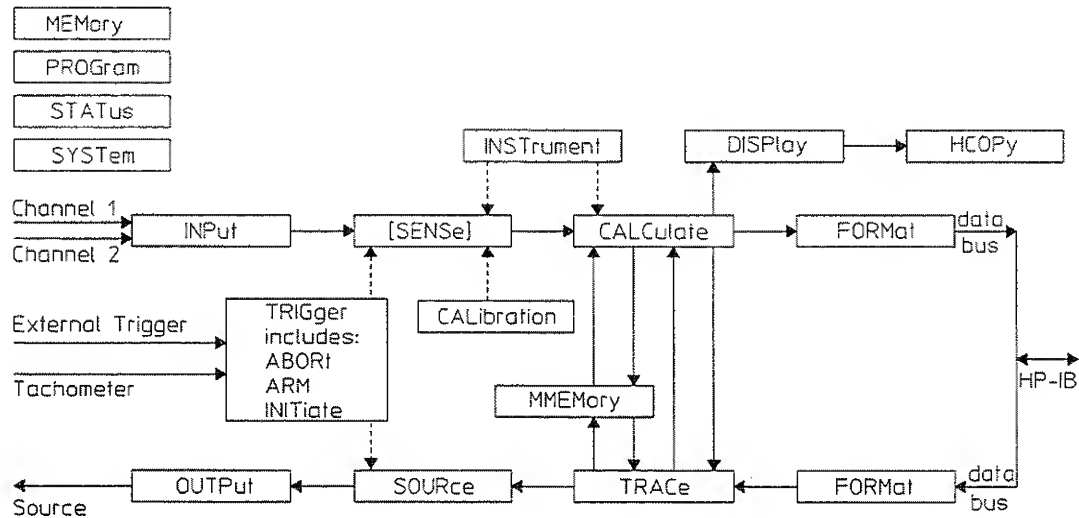 MEMory
PROGram
STATus
SYSTem
INSTrument
DISPlay
HCOPy
Channel 1
INPut
[SENSe]
CALCulate
FORMat
data
bus
Channel 2
External Trigger
TRIGger
includes:
ABORt
ARM
INITiate
CALibration
Tachometer
MMEMory
HP-IB
OUTPut
SOURce
TRACe
FORMat
data
bus
Source